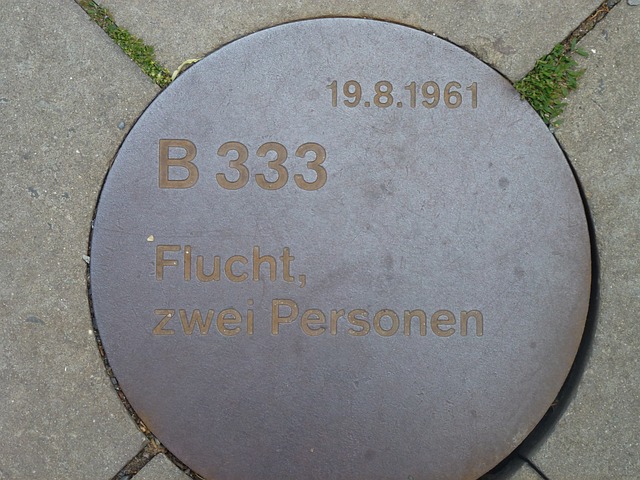 19.8.1961
B 333
Flucht,
zwei Personen